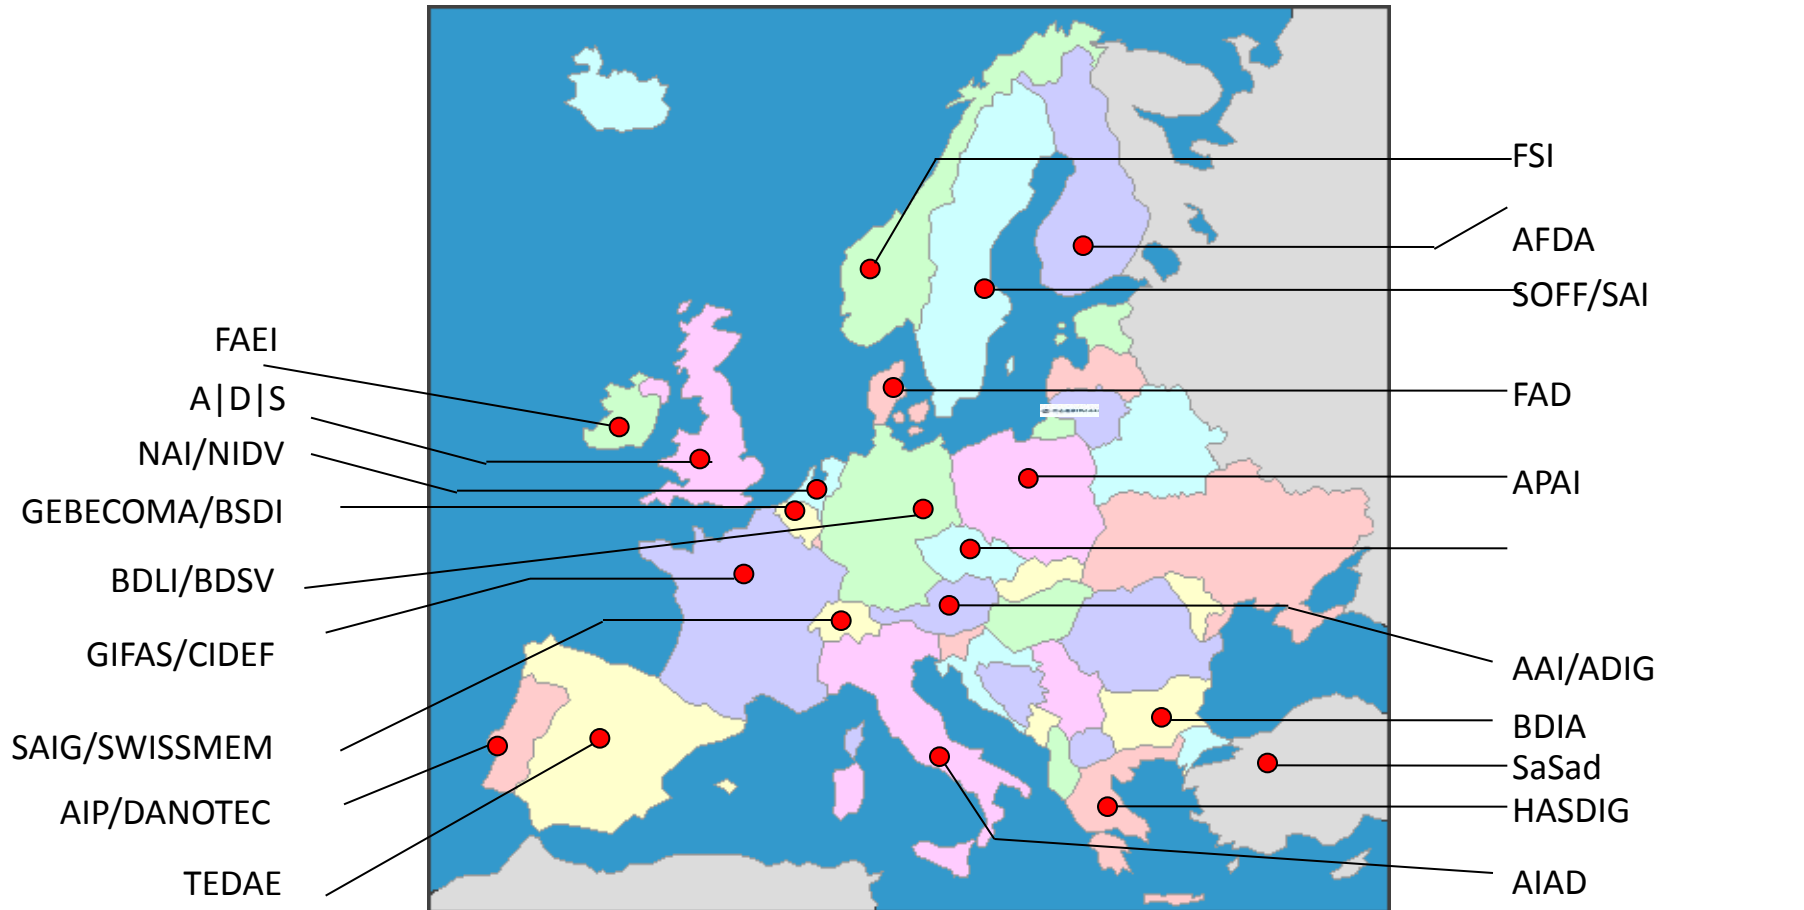 FAEI
A|D|S
NAI/NIDV
GEBECOMA/BSDI
BDLI/BDSV
GIFAS/CIDEF
SAIG/SWISSMEM
AIP/DANOTEC
TEDAE
FSI
AFDA
SOFF/SAI
FAD
APAI
AAI/ADIG
BDIA
SaSad
HASDIG
AIAD